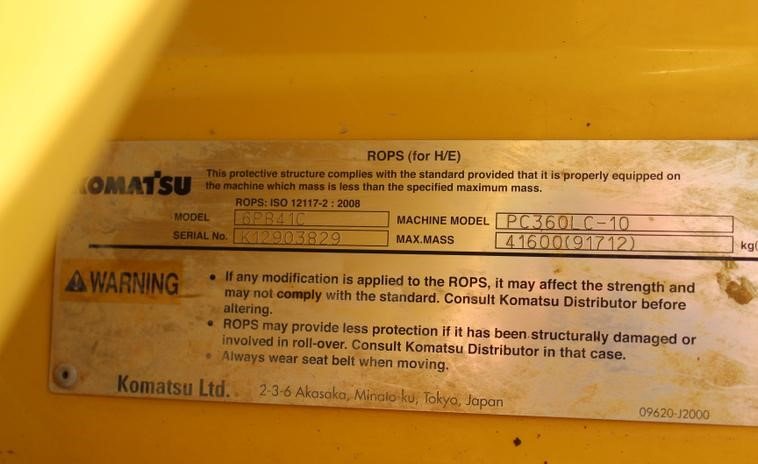 ROPS (for H/E)
KOMATSU
This protective structure complies with the standard provided that it is properly equipped on
the machine which mass is less than the specified maximum mass.
ROPS: ISO 12117-2 : 2008
MODEL 6PB41C MACHINE MODEL PC360LC-10
SERIAL No. K12903829 MAX.MASS 41600(91712) kg(
WARNING
• If any modification is applied to the ROPS, it may affect the strength and
may not comply with the standard. Consult Komatsu Distributor before
altering.
• ROPS may provide less protection if it has been structurally damaged or
involved in roll-over. Consult Komatsu Distributor in that case.
• Always wear seat belt when moving.
Komatsu Ltd. 2-3-6 Akasaka, Minato-ku, Tokyo, Japan
09620-J2000